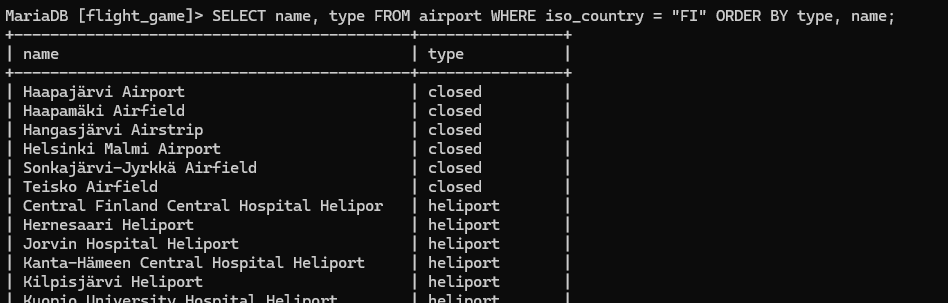 MariaDB [flight_game]> SELECT name, type FROM airport WHERE iso_country = "FI" ORDER BY type, name;
+--------------------------------------------+----------------+
| name                                       | type           |
+--------------------------------------------+----------------+
| Haapajärvi Airport                         | closed         |
| Haapamäki Airfield                         | closed         |
| Hangasjärvi Airstrip                       | closed         |
| Helsinki Malmi Airport                     | closed         |
| Sonkajärvi-Jyrkkä Airfield                 | closed         |
| Teisko Airfield                            | closed         |
| Central Finland Central Hospital Helipor   | heliport       |
| Hernesaari Heliport                        | heliport       |
| Jorvin Hospital Heliport                   | heliport       |
| Kanta-Hämeen Central Hospital Heliport     | heliport       |
| Kilpisjärvi Heliport                       | heliport       |
| Kuopio University Hospital Heliport        | heliport       |